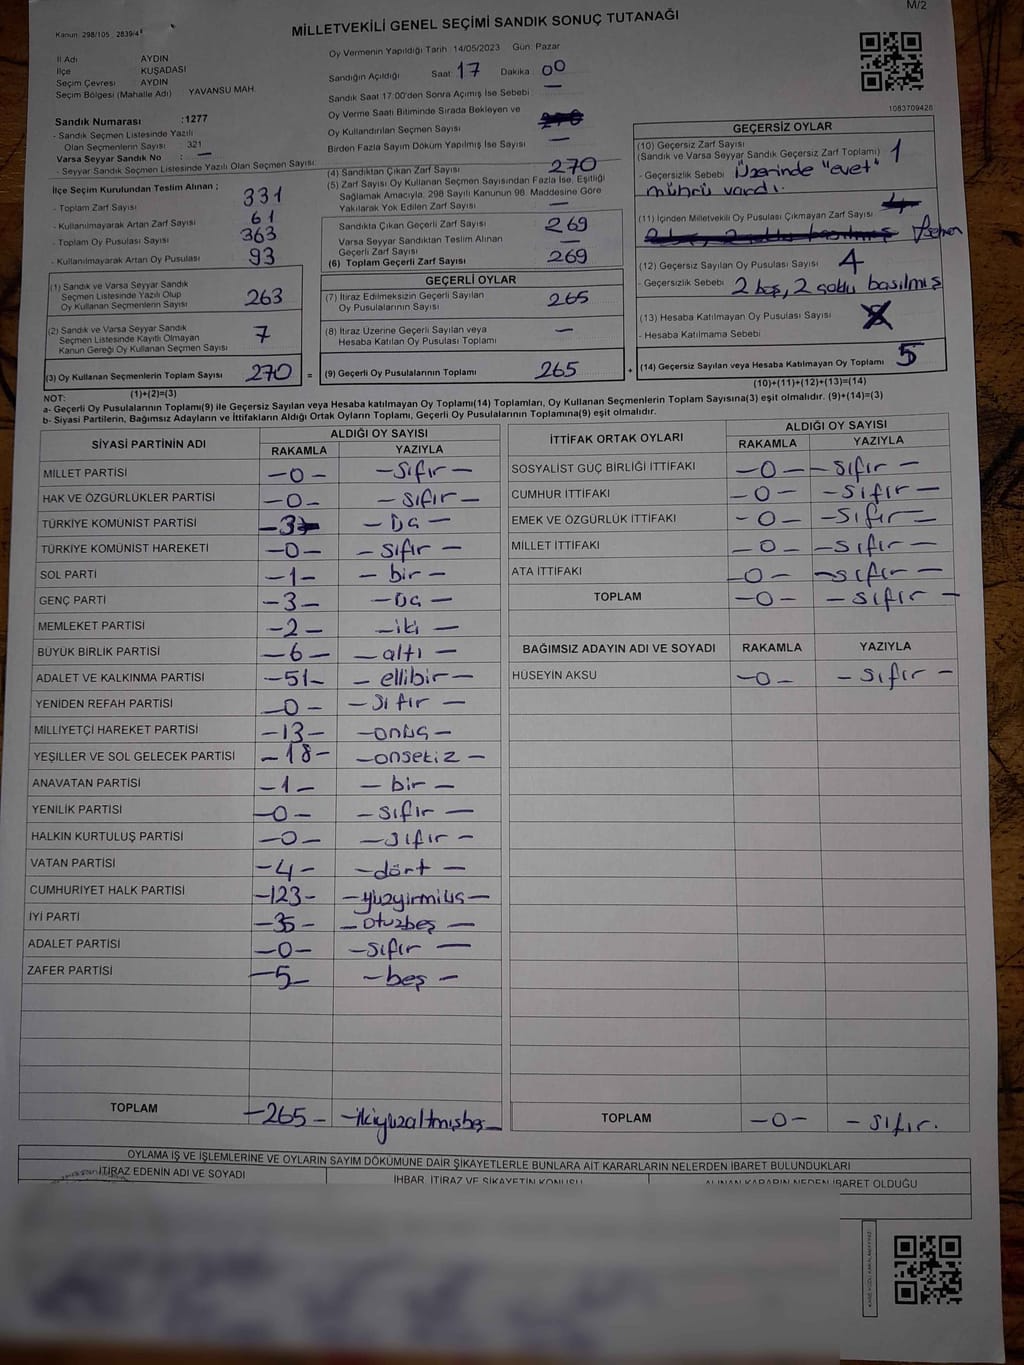 M/2
Kanun 298/105, 2839/4
MİLLETVEKİLİ GENEL SEÇİMİ SANDIK SONUÇ TUTANAĞI
İl Adı AYDIN
İlçe KUŞADASI
Seçim Çevresi AYDIN
Seçim Bölgesi (Mahalle Adı) YAVANSU MAH.
Sandık Numarası :1277
- Sandık Seçmen Listesinde Yazılı
Olan Seçmenlerin Sayısı 321
Varsa Seyyar Sandık No : —
- Seyyar Sandık Seçmen Listesinde Yazılı Olan Seçmen Sayısı:
Oy Vermenin Yapıldığı Tarih 14/05/2023 Gün: Pazar
Sandığın Açıldığı Saat 17 Dakika 00
Sandık Saat 17:00'den Sonra Açımış İse Sebebi —
Oy Verme Saati Bitiminde Sırada Bekleyen ve
Oy Kullandırılan Seçmen Sayısı
Birden Fazla Sayım Döküm Yapılmış İse Sayısı —
1083709426
İlçe Seçim Kurulundan Teslim Alınan ;
- Toplam Zarf Sayısı 331
- Kullanılmayarak Artan Zarf Sayısı 61
- Toplam Oy Pusulası Sayısı 363
- Kullanılmayarak Artan Oy Pusulası 93
(1) Sandık ve Varsa Seyyar Sandık
Seçmen Listesinde Yazılı Olup
Oy Kullanan Seçmenlerin Sayısı 263
(2) Sandık ve Varsa Seyyar Sandık
Seçmen Listesinde Kayıtlı Olmayan
Kanun Gereği Oy Kullanan Seçmen Sayısı 7
(3) Oy Kullanan Seçmenlerin Toplam Sayısı 270 =
(1)+(2)=(3)
(4) Sandıktan Çıkan Zarf Sayısı 270
(5) Zarf Sayısı Oy Kullanan Seçmen Sayısından Fazla İse, Eşitliği
Sağlamak Amacıyla, 298 Sayılı Kanunun 98. Maddesine Göre
Yakılarak Yok Edilen Zarf Sayısı —
Sandıkta Çıkan Geçerli Zarf Sayısı 269
Varsa Seyyar Sandıktan Teslim Alınan
Geçerli Zarf Sayısı —
(6) Toplam Geçerli Zarf Sayısı 269
GEÇERLİ OYLAR
(7) İtiraz Edilmeksizin Geçerli Sayılan
Oy Pusulalarının Sayısı 265
(8) İtiraz Üzerine Geçerli Sayılan veya
Hesaba Katılan Oy Pusulası Toplamı —
(9) Geçerli Oy Pusulalarının Toplamı 265 +
GEÇERSİZ OYLAR
(10) Geçersiz Zarf Sayısı
(Sandık ve Varsa Seyyar Sandık Geçersiz Zarf Toplamı) 1
- Geçersizlik Sebebi Üzerinde "evet"
mührü vardı.
(11) İçinden Milletvekili Oy Pusulası Çıkmayan Zarf Sayısı
(12) Geçersiz Sayılan Oy Pusulası Sayısı 4
- Geçersizlik Sebebi 2 boş, 2 çoklu basılmış
(13) Hesaba Katılmayan Oy Pusulası Sayısı
- Hesaba Katılmama Sebebi
(14) Geçersiz Sayılan veya Hesaba Katılmayan Oy Toplamı 5
(10)+(11)+(12)+(13)=(14)
NOT:
a- Geçerli Oy Pusulalarının Toplamı(9) ile Geçersiz Sayılan veya Hesaba katılmayan Oy Toplamı(14) Toplamları, Oy Kullanan Seçmenlerin Toplam Sayısına(3) eşit olmalıdır. (9)+(14)=(3)
b- Siyasi Partilerin, Bağımsız Adayların ve İttifakların Aldığı Ortak Oyların Toplamı, Geçerli Oy Pusulalarının Toplamına(9) eşit olmalıdır.
SİYASİ PARTİNİN ADI ALDIĞI OY SAYISI
RAKAMLA YAZIYLA
MİLLET PARTİSİ —0— —sıfır—
HAK VE ÖZGÜRLÜKLER PARTİSİ —0— —sıfır—
TÜRKİYE KOMÜNİST PARTİSİ —3— —üç—
TÜRKİYE KOMÜNİST HAREKETİ —0— —sıfır—
SOL PARTİ —1— —bir—
GENÇ PARTİ —3— —üç—
MEMLEKET PARTİSİ —2— —iki—
BÜYÜK BİRLİK PARTİSİ —6— —altı—
ADALET VE KALKINMA PARTİSİ —51— —ellibir—
YENİDEN REFAH PARTİSİ —0— —sıfır—
MİLLİYETÇİ HAREKET PARTİSİ —13— —onüç—
YEŞİLLER VE SOL GELECEK PARTİSİ —18— —onsekiz—
ANAVATAN PARTİSİ —1— —bir—
YENİLİK PARTİSİ —0— —sıfır—
HALKIN KURTULUŞ PARTİSİ —0— —sıfır—
VATAN PARTİSİ —4— —dört—
CUMHURİYET HALK PARTİSİ —123— —yüzyirmiüç—
İYİ PARTİ —35— —otuzbeş—
ADALET PARTİSİ —0— —sıfır—
ZAFER PARTİSİ —5— —beş—
TOPLAM —265— —ikiyüzaltmışbeş—
İTTİFAK ORTAK OYLARI ALDIĞI OY SAYISI
RAKAMLA YAZIYLA
SOSYALİST GÜÇ BİRLİĞİ İTTİFAKI —0— —sıfır—
CUMHUR İTTİFAKI —0— —sıfır—
EMEK VE ÖZGÜRLÜK İTTİFAKI —0— —sıfır—
MİLLET İTTİFAKI —0— —sıfır—
ATA İTTİFAKI —0— —sıfır—
TOPLAM —0— —sıfır—
BAĞIMSIZ ADAYIN ADI VE SOYADI RAKAMLA YAZIYLA
HÜSEYİN AKSU —0— —sıfır—
TOPLAM —0— —sıfır.
OYLAMA İŞ VE İŞLEMLERİNE VE OYLARIN SAYIM DÖKÜMÜNE DAİR ŞİKAYETLERLE BUNLARA AİT KARARLARIN NELERDEN İBARET BULUNDUKLARI
İTİRAZ EDENİN ADI VE SOYADI
İHBAR, İTİRAZ VE ŞİKAYETİN KONUSU
ALINAN KARARIN NEDEN İBARET OLDUĞU